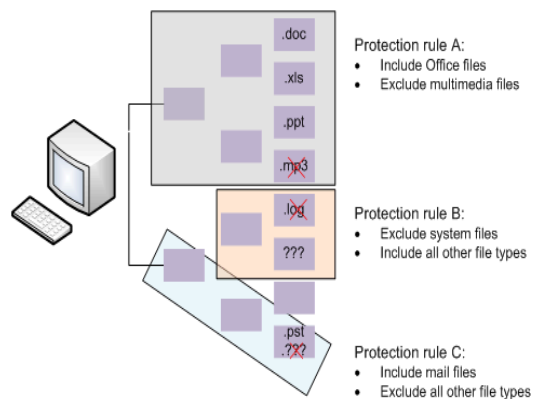 .doc
.xls
.ppt
.mp3
.log
???
.pst
.???
Protection rule A:
• Include Office files
• Exclude multimedia files
Protection rule B:
• Exclude system files
• Include all other file types
Protection rule C:
• Include mail files
• Exclude all other file types